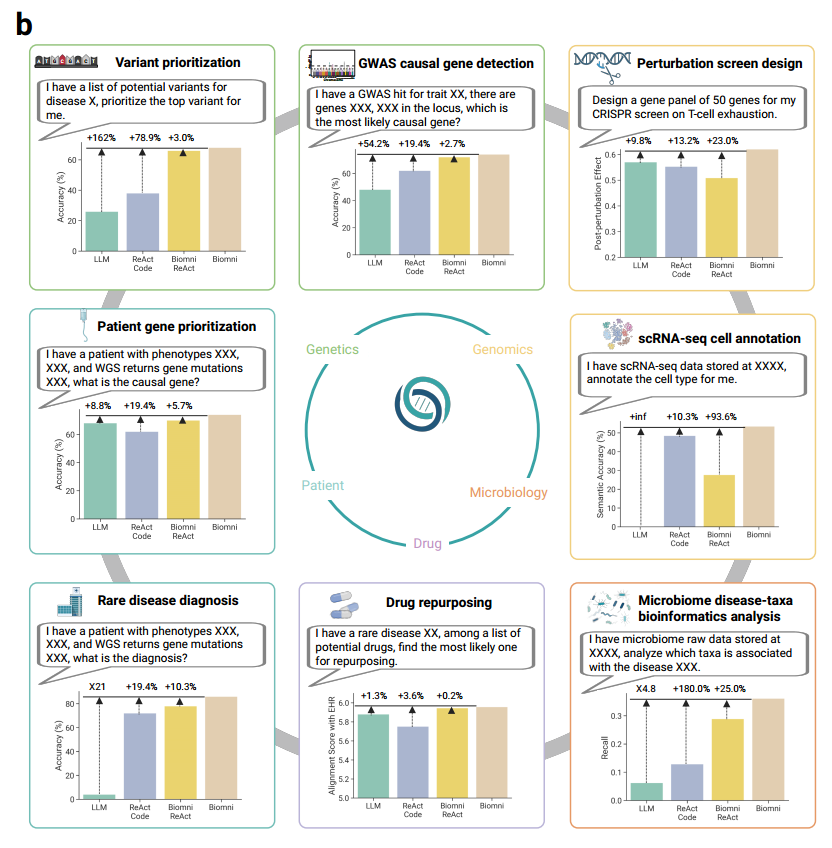 b
ATGCGACT
Variant prioritization
I have a list of potential variants for
disease X, prioritize the top variant for
me.
+162% +78.9% +3.0%
Accuracy (%)
60
40
20
0
LLM ReAct Code Biomni ReAct Biomni
GWAS causal gene detection
I have a GWAS hit for trait XX, there are
genes XXX, XXX in the locus, which is
the most likely causal gene?
+54.2% +19.4% +2.7%
Accuracy (%)
60
40
20
0
LLM ReAct Code Biomni ReAct Biomni
Perturbation screen design
Design a gene panel of 50 genes for my
CRISPR screen on T-cell exhaustion.
+9.8% +13.2% +23.0%
Post-perturbation Effect
0.6
0.5
0.4
0.3
0.2
LLM ReAct Code Biomni ReAct Biomni
Patient gene prioritization
I have a patient with phenotypes XXX,
XXX, and WGS returns gene mutations
XXX, what is the causal gene?
+8.8% +19.4% +5.7%
Accuracy (%)
60
40
20
0
LLM ReAct Code Biomni ReAct Biomni
Genetics
Genomics
Patient
Microbiology
Drug
scRNA-seq cell annotation
I have scRNA-seq data stored at XXXX,
annotate the cell type for me.
+inf +10.3% +93.6%
Semantic Accuracy (%)
50
40
30
20
10
0
LLM ReAct Code Biomni ReAct Biomni
Rare disease diagnosis
I have a patient with phenotypes XXX,
XXX, and WGS returns gene mutations
XXX, what is the diagnosis?
X21 +19.4% +10.3%
Accuracy (%)
80
60
40
20
0
LLM ReAct Code Biomni ReAct Biomni
Drug repurposing
I have a rare disease XX, among a list of
potential drugs, find the most likely one
for repurposing.
+1.3% +3.6% +0.2%
Alignment Score with EHR
6.0
5.8
5.6
5.4
5.2
5.0
LLM ReAct Code Biomni ReAct Biomni
Microbiome disease-taxa
bioinformatics analysis
I have microbiome raw data stored at
XXXX, analyze which taxa is associated
with the disease XXX.
X4.8 +180.0% +25.0%
Recall
0.3
0.2
0.1
0.0
LLM ReAct Code Biomni ReAct Biomni